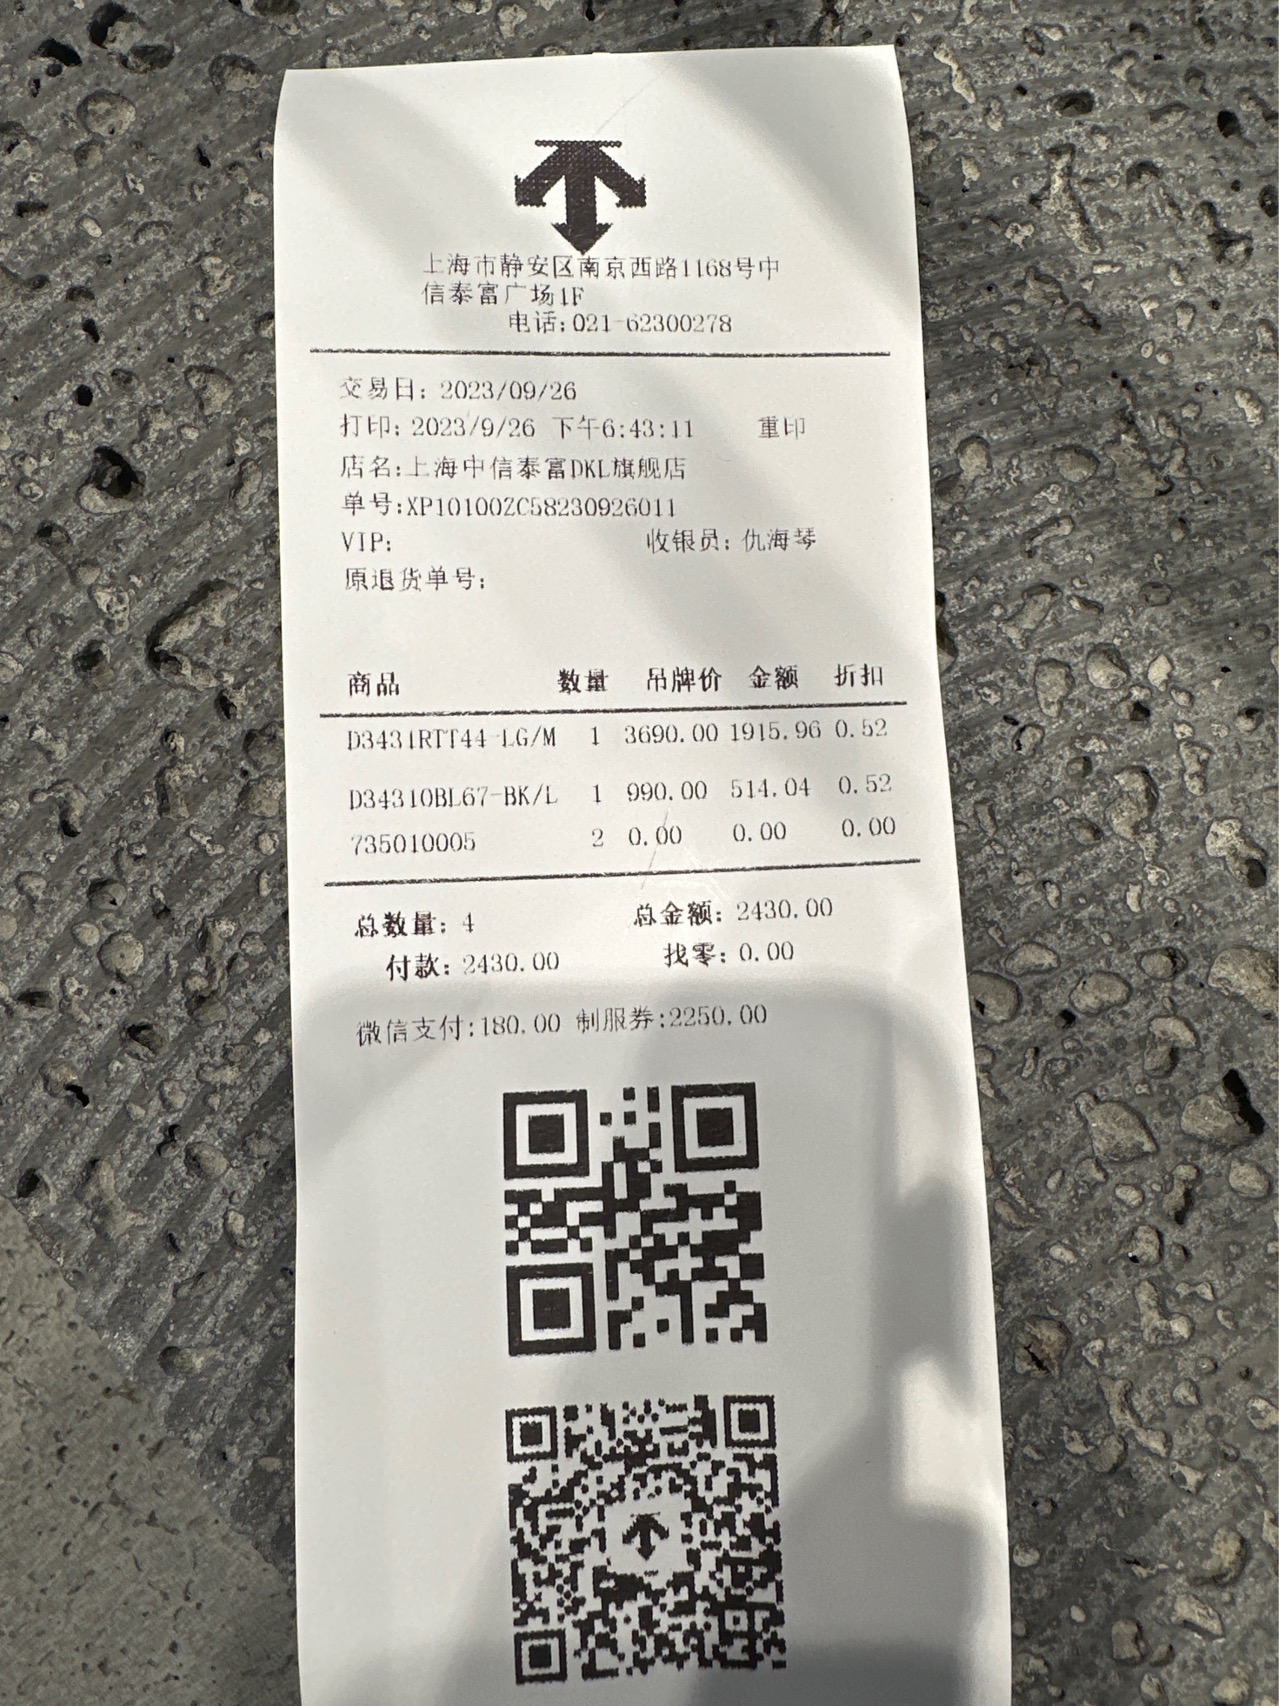 上海市静安区南京西路1168号中
信泰富广场1F
电话:021-62300278
交易日: 2023/09/26
打印: 2023/9/26 下午6:43:11 重印
店名:上海中信泰富DKL旗舰店
单号:XP10100ZC58230926011
VIP: 收银员: 仇海琴
原退货单号:
商品 数量 吊牌价 金额 折扣
D3431RTT44-LG/M 1 3690.00 1915.96 0.52
D34310BL67-BK/L 1 990.00 514.04 0.52
735010005 2 0.00 0.00 0.00
总数量: 4 总金额: 2430.00
付款: 2430.00 找零: 0.00
微信支付:180.00 制服券:2250.00